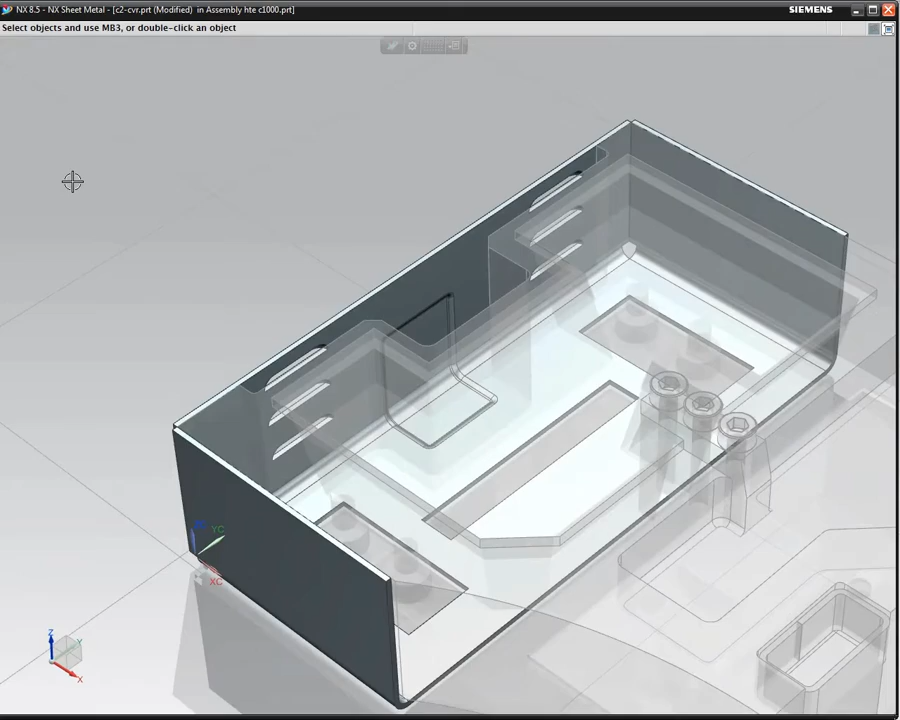 NX 8.5 - NX Sheet Metal - [c2-cvr.prt (Modified)  in Assembly hte c1000.prt]
SIEMENS
Select objects and use MB3, or double-click an object
YC
XC
Z
Y
X